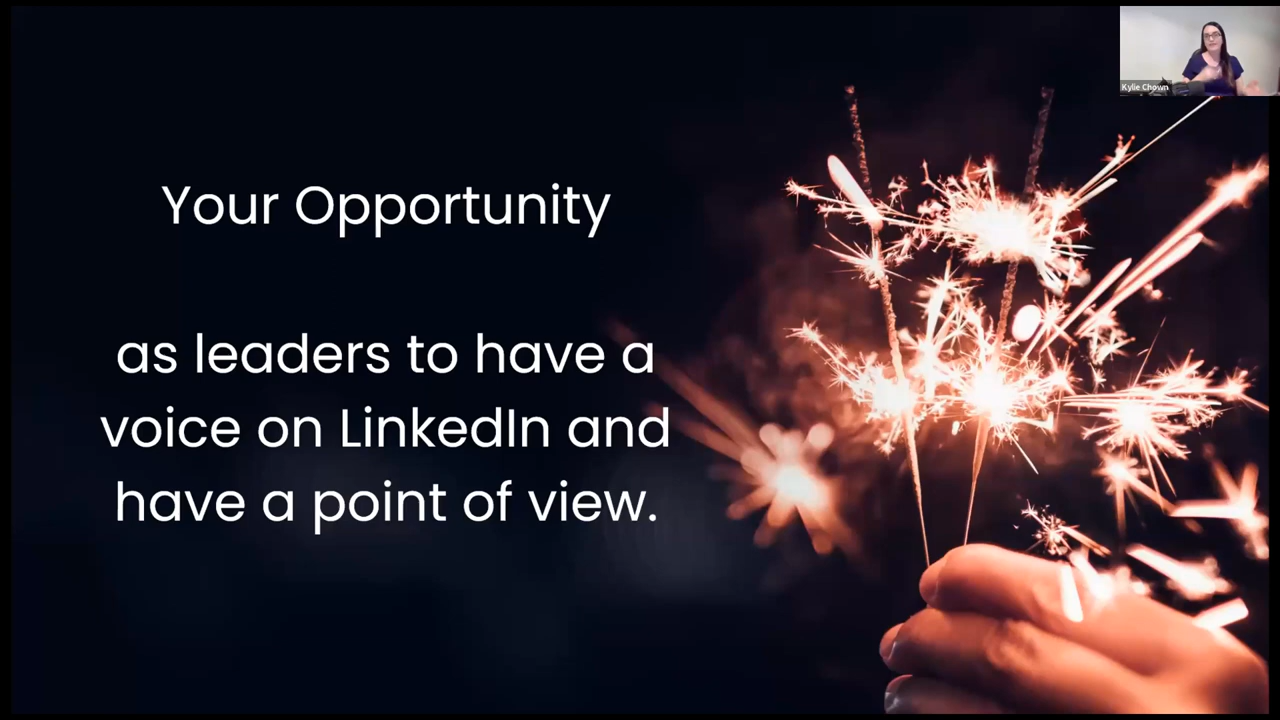 Kylie Chown
Your Opportunity
as leaders to have a
voice on LinkedIn and
have a point of view.